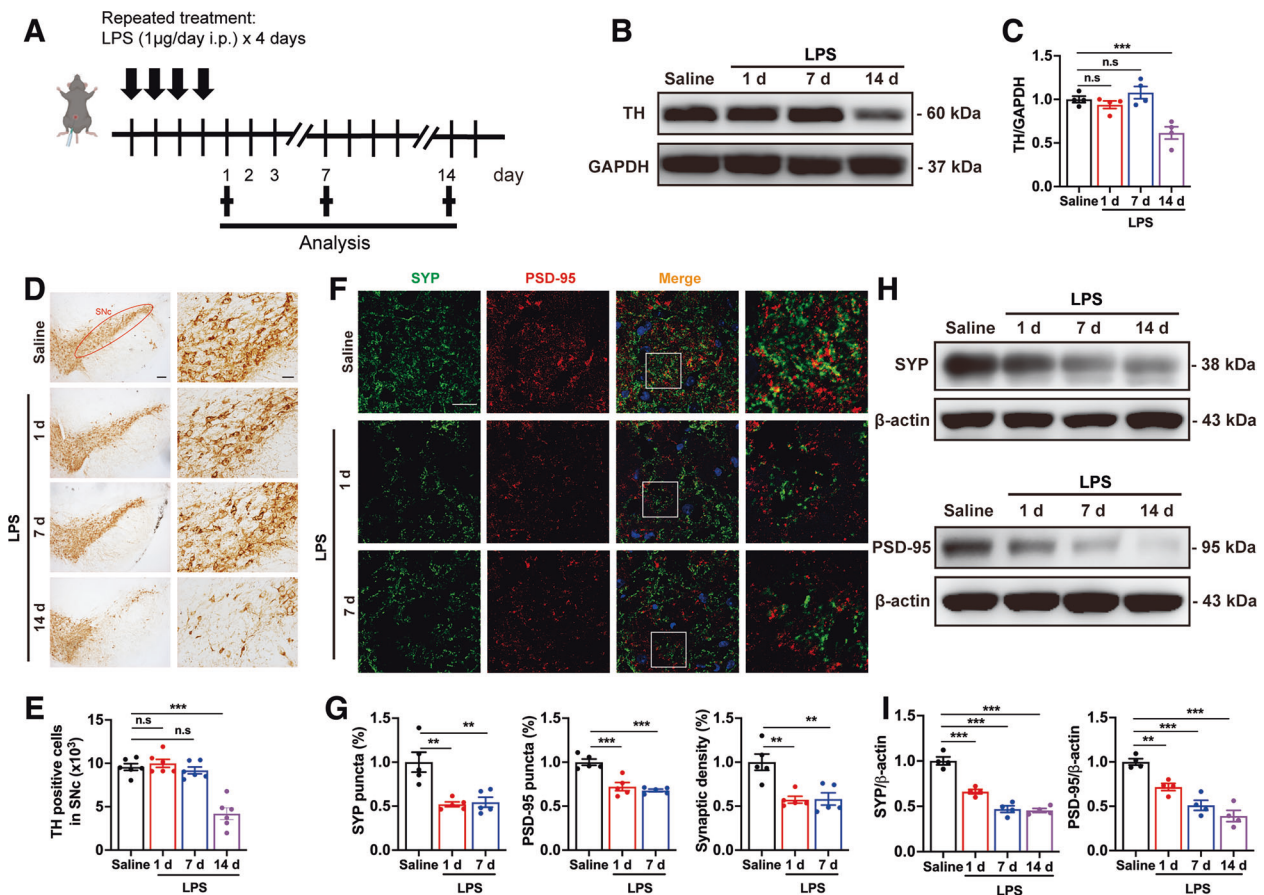 A
Repeated treatment:
LPS (1μg/day i.p.) x 4 days
1 2 3 7 14 day
Analysis
B
LPS
Saline 1 d 7 d 14 d
TH - 60 kDa
GAPDH - 37 kDa
C
TH/GAPDH
1.5
1.0
0.5
0.0
***
n.s
n.s
Saline 1 d 7 d 14 d
LPS
D
Saline
SNc
LPS
1 d
7 d
14 d
E
TH positive cells
in SNc (x10³)
15
10
5
0
***
n.s
n.s
Saline 1 d 7 d 14 d
LPS
F
SYP PSD-95 Merge
Saline
LPS
1 d
7 d
G
SYP puncta (%)
1.5
1.0
0.5
0.0
**
**
Saline 1 d 7 d
LPS
PSD-95 puncta (%)
1.5
1.0
0.5
0.0
***
***
Saline 1 d 7 d
LPS
Synaptic density (%)
1.5
1.0
0.5
0.0
**
**
Saline 1 d 7 d
LPS
H
LPS
Saline 1 d 7 d 14 d
SYP - 38 kDa
β-actin - 43 kDa
LPS
Saline 1 d 7 d 14 d
PSD-95 - 95 kDa
β-actin - 43 kDa
I
SYP/β-actin
1.5
1.0
0.5
0.0
***
***
***
Saline 1 d 7 d 14 d
LPS
PSD-95/β-actin
1.5
1.0
0.5
0.0
***
***
**
Saline 1 d 7 d 14 d
LPS